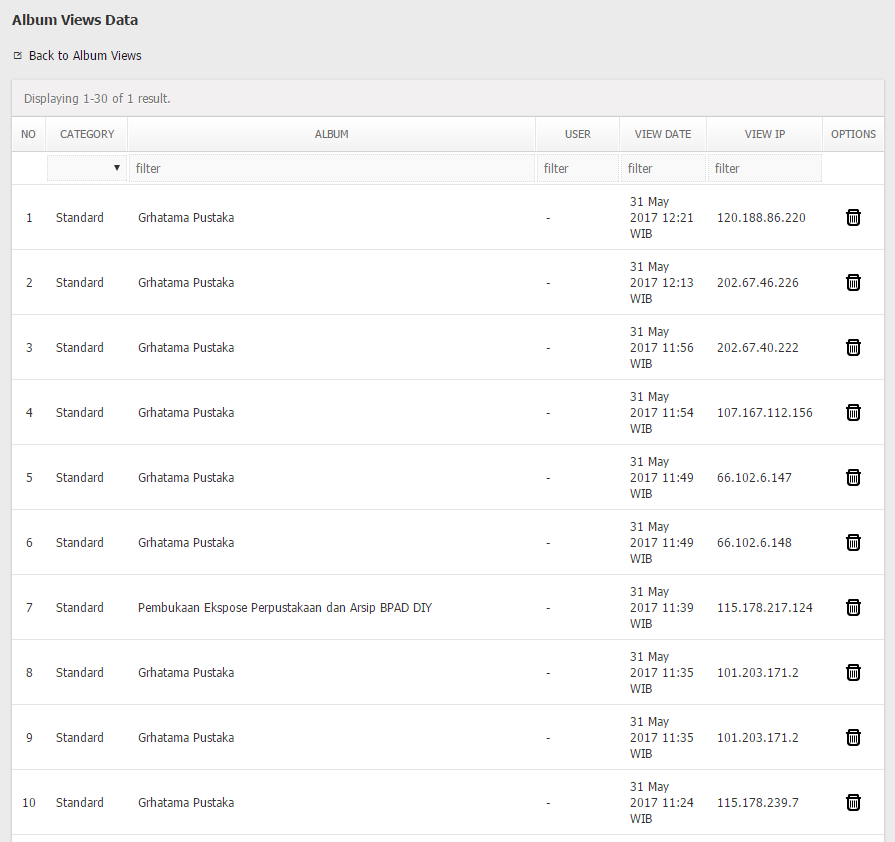 Album Views Data
Back to Album Views
Displaying 1-30 of 1 result.
NO CATEGORY ALBUM USER VIEW DATE VIEW IP OPTIONS
filter filter filter filter
31 May
1 Standard Grhatama Pustaka - 2017 12:21 120.188.86.220
WIB
31 May
2 Standard Grhatama Pustaka - 2017 12:13 202.67.46.226
WIB
31 May
3 Standard Grhatama Pustaka - 2017 11:56 202.67.40.222
WIB
31 May
4 Standard Grhatama Pustaka - 2017 11:54 107.167.112.156
WIB
31 May
5 Standard Grhatama Pustaka - 2017 11:49 66.102.6.147
WIB
31 May
6 Standard Grhatama Pustaka - 2017 11:49 66.102.6.148
WIB
31 May
7 Standard Pembukaan Ekspose Perpustakaan dan Arsip BPAD DIY - 2017 11:39 115.178.217.124
WIB
31 May
8 Standard Grhatama Pustaka - 2017 11:35 101.203.171.2
WIB
31 May
9 Standard Grhatama Pustaka - 2017 11:35 101.203.171.2
WIB
31 May
10 Standard Grhatama Pustaka - 2017 11:24 115.178.239.7
WIB